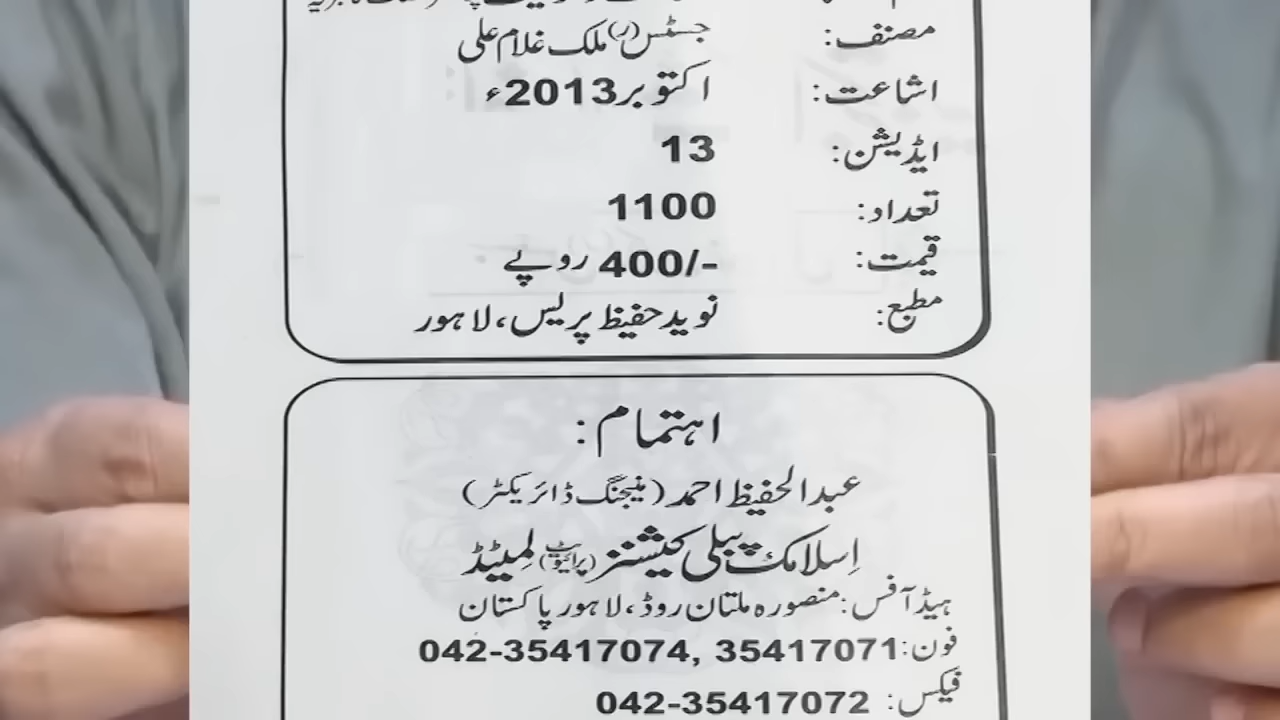 مصنف: جسٹس(ر) ملک غلام علی
اشاعت: اکتوبر 2013ء
ایڈیشن: 13
تعداد: 1100
قیمت: 400/- روپے
مطبع: نوید حفیظ پریس، لاہور
اہتمام:
عبدالحفیظ احمد (منیجنگ ڈائریکٹر)
اِسلامک پبلی کیشنز (پرائیویٹ) لمیٹڈ
ہیڈ آفس: منصورہ ملتان روڈ، لاہور پاکستان
فون: 042-35417074, 35417071
فیکس: 042-35417072